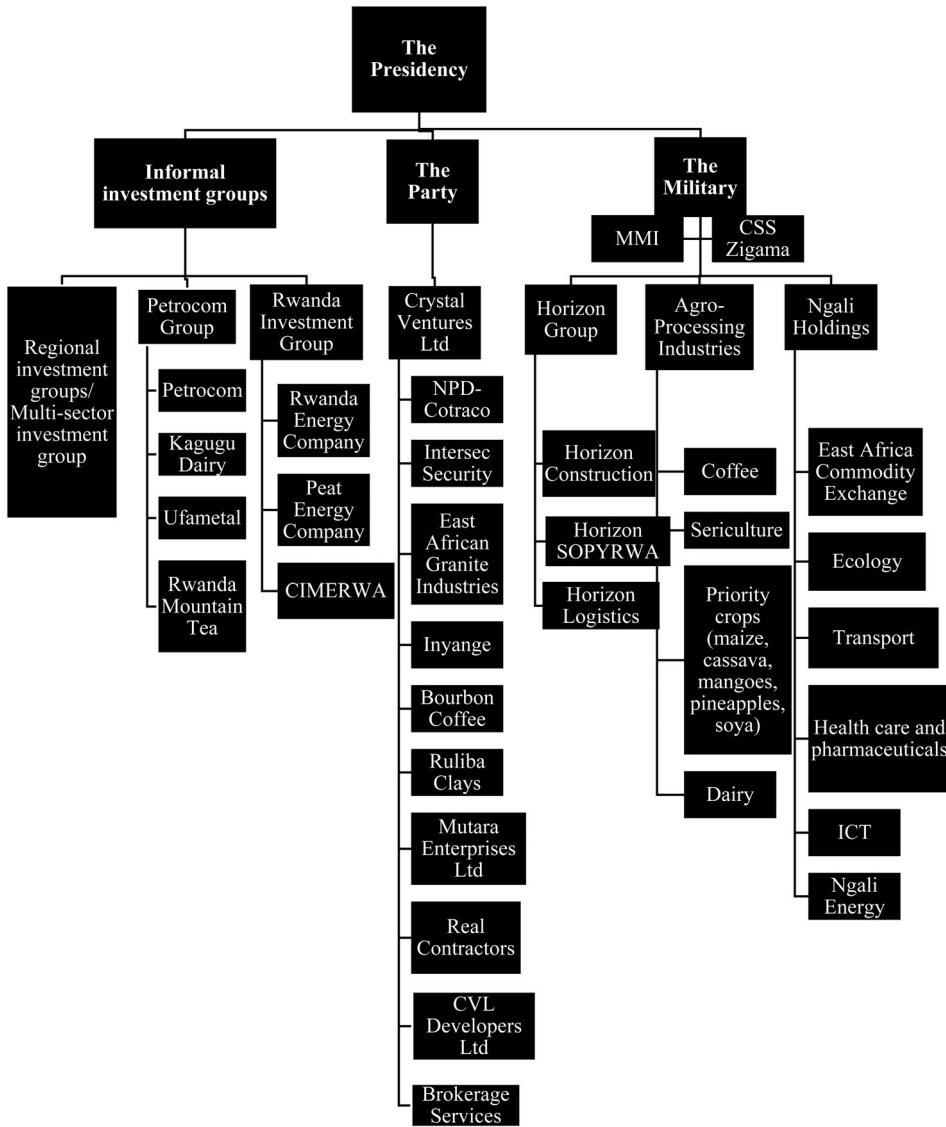 The
Presidency
Informal
investment groups
The
Party
The
Military
MMI
CSS
Zigama
Regional
investment
groups/
Multi-sector
investment
group
Petrocom
Group
Petrocom
Kagugu
Dairy
Ufametal
Rwanda
Mountain
Tea
Rwanda
Investment
Group
Rwanda
Energy
Company
Peat
Energy
Company
CIMERWA
Crystal
Ventures
Ltd
NPD-
Cotraco
Intersec
Security
East
African
Granite
Industries
Inyange
Bourbon
Coffee
Ruliba
Clays
Mutara
Enterprises
Ltd
Real
Contractors
CVL
Developers
Ltd
Brokerage
Services
Horizon
Group
Horizon
Construction
Horizon
SOPYRWA
Horizon
Logistics
Agro-
Processing
Industries
Coffee
Sericulture
Priority
crops
(maize,
cassava,
mangoes,
pineapples,
soya)
Dairy
Ngali
Holdings
East Africa
Commodity
Exchange
Ecology
Transport
Health care and
pharmaceuticals
ICT
Ngali
Energy